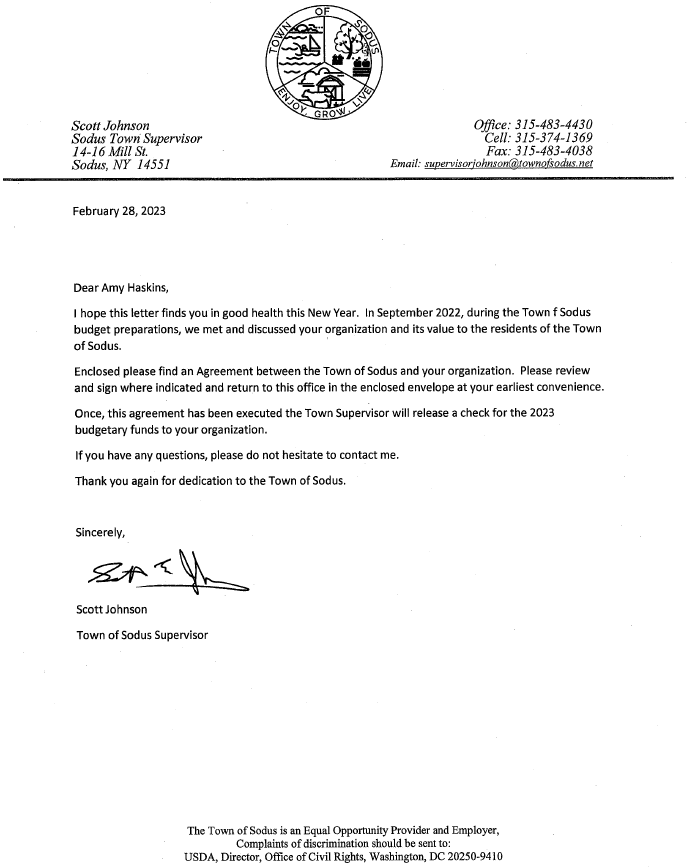 TOWN OF SODUS
ENJOY, GROW, LIVE
Scott Johnson
Sodus Town Supervisor
14-16 Mill St.
Sodus, NY 14551
Office: 315-483-4430
Cell: 315-374-1369
Fax: 315-483-4038
Email: supervisorjohnson@townofsodus.net
February 28, 2023
Dear Amy Haskins,
I hope this letter finds you in good health this New Year. In September 2022, during the Town f Sodus
budget preparations, we met and discussed your organization and its value to the residents of the Town
of Sodus.
Enclosed please find an Agreement between the Town of Sodus and your organization. Please review
and sign where indicated and return to this office in the enclosed envelope at your earliest convenience.
Once, this agreement has been executed the Town Supervisor will release a check for the 2023
budgetary funds to your organization.
If you have any questions, please do not hesitate to contact me.
Thank you again for dedication to the Town of Sodus.
Sincerely,
Scott Johnson
Town of Sodus Supervisor
The Town of Sodus is an Equal Opportunity Provider and Employer,
Complaints of discrimination should be sent to:
USDA, Director, Office of Civil Rights, Washington, DC 20250-9410